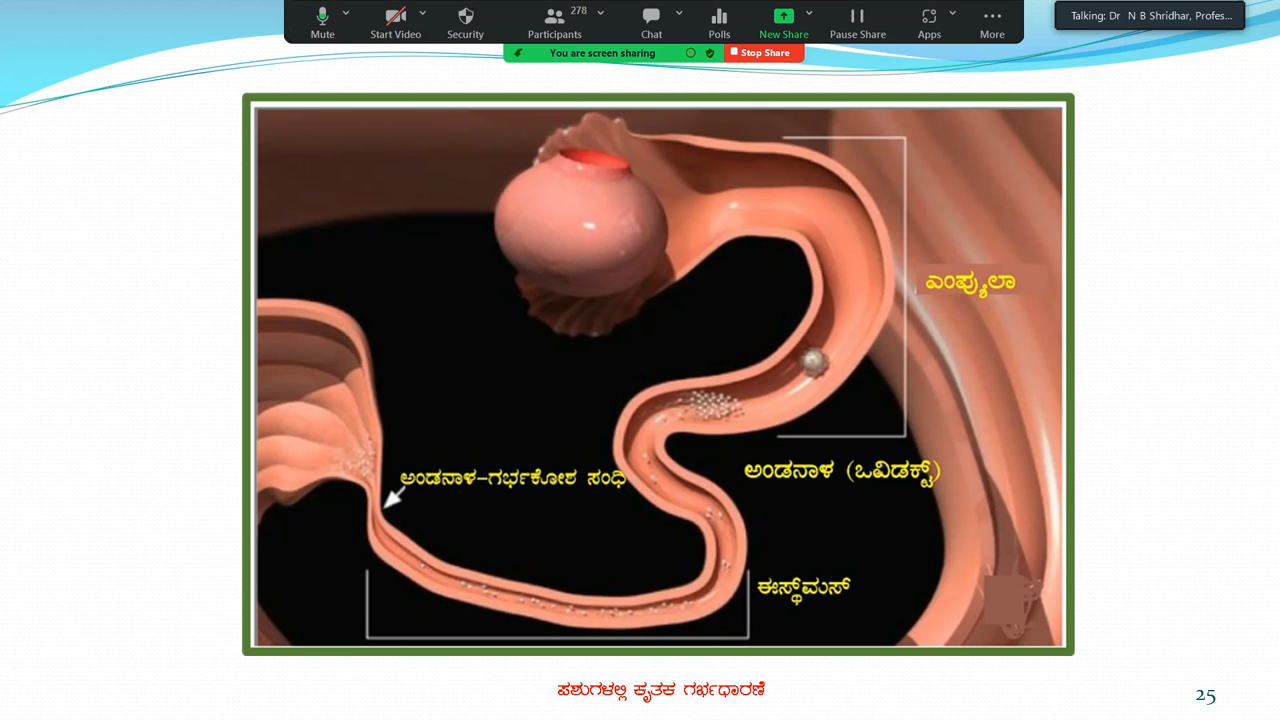 Mute
Start Video
Security
Participants
278
Chat
Polls
New Share
Pause Share
Apps
More
Talking: Dr N B Shridhar, Profes...
You are screen sharing
Stop Share
ಎಂಪ್ಯುಲಾ
ಅಂಡನಾಳ (ಒವಿಡಕ್ಟ್)
ಅಂಡನಾಳ-ಗರ್ಭಕೋಶ ಸಂಧಿ
ಈಸ್ಥ್‌ಮಸ್
ಪಶುಗಳಲ್ಲಿ ಕೃತಕ ಗರ್ಭಧಾರಣೆ
25